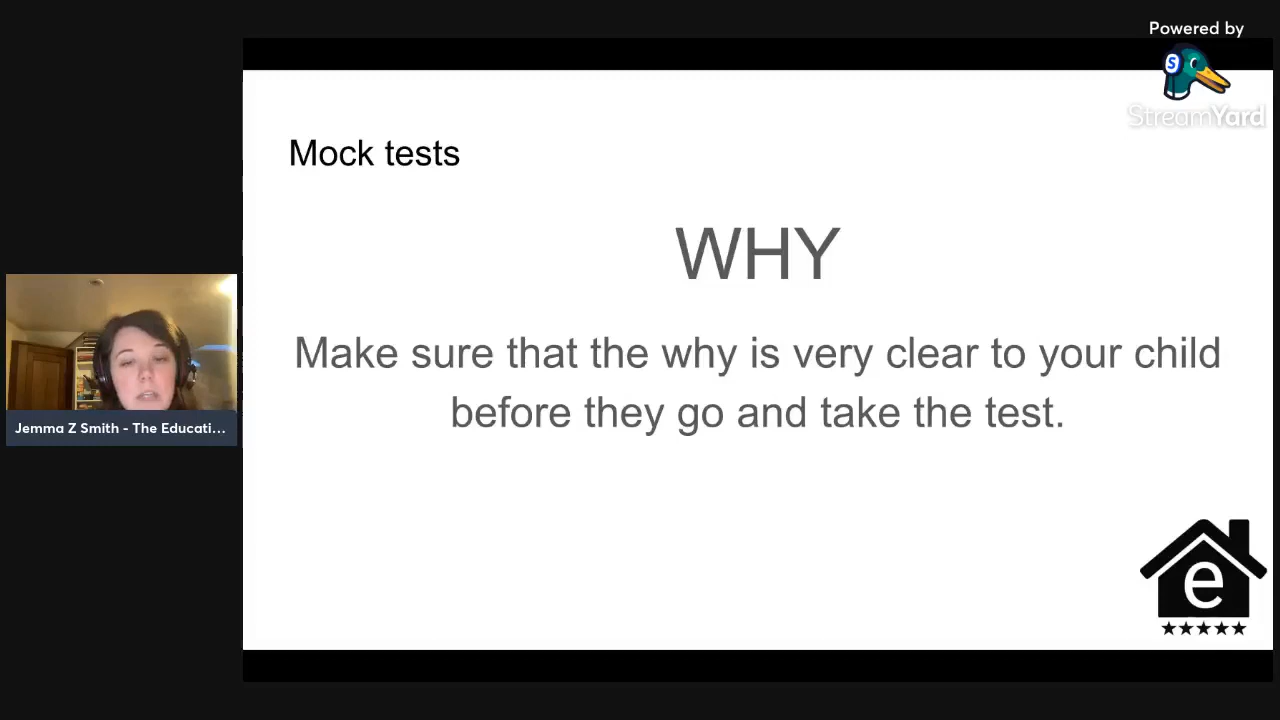 Powered by
S
StreamYard
Mock tests
WHY
Make sure that the why is very clear to your child
before they go and take the test.
Jemma Z Smith - The Educati...
e